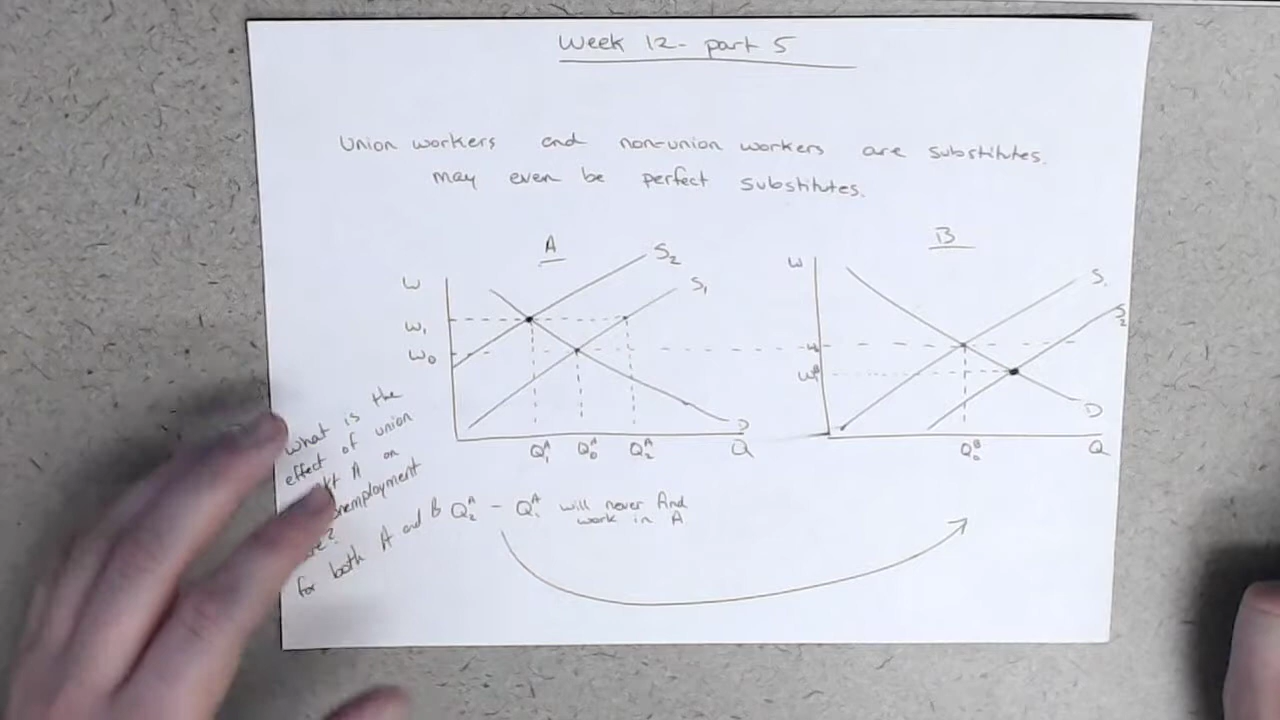 Week 12 - part 5
Union workers and non-union workers are substitutes.
may even be perfect substitutes.
A
B
W
S₂
S₁
W₁
W₀
D
Q₁ᴬ Q₀ᴬ Q₂ᴬ Q
W
S₁
S₂
W₀
W₁ᴮ
D
Q₀ᴮ Q
What is the
effect of union
A on
unemployment
for both A and B
Q₂ᴬ - Q₁ᴬ will never find
work in A